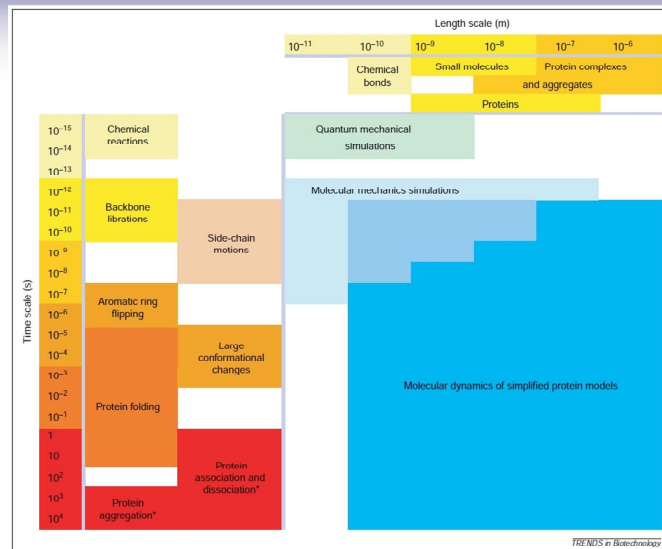 Length scale (m)
10⁻¹¹ 10⁻¹⁰ 10⁻⁹ 10⁻⁸ 10⁻⁷ 10⁻⁶
Chemical
bonds
Small molecules
Protein complexes
and aggregates
Proteins
Time scale (s)
10⁻¹⁵
10⁻¹⁴
10⁻¹³
10⁻¹²
10⁻¹¹
10⁻¹⁰
10⁻⁹
10⁻⁸
10⁻⁷
10⁻⁶
10⁻⁵
10⁻⁴
10⁻³
10⁻²
10⁻¹
1
10
10²
10³
10⁴
Chemical
reactions
Backbone
librations
Side-chain
motions
Aromatic ring
flipping
Large
conformational
changes
Protein folding
Protein
association and
dissociation*
Protein
aggregation*
Quantum mechanical
simulations
Molecular mechanics simulations
Molecular dynamics of simplified protein models
TRENDS in Biotechnology